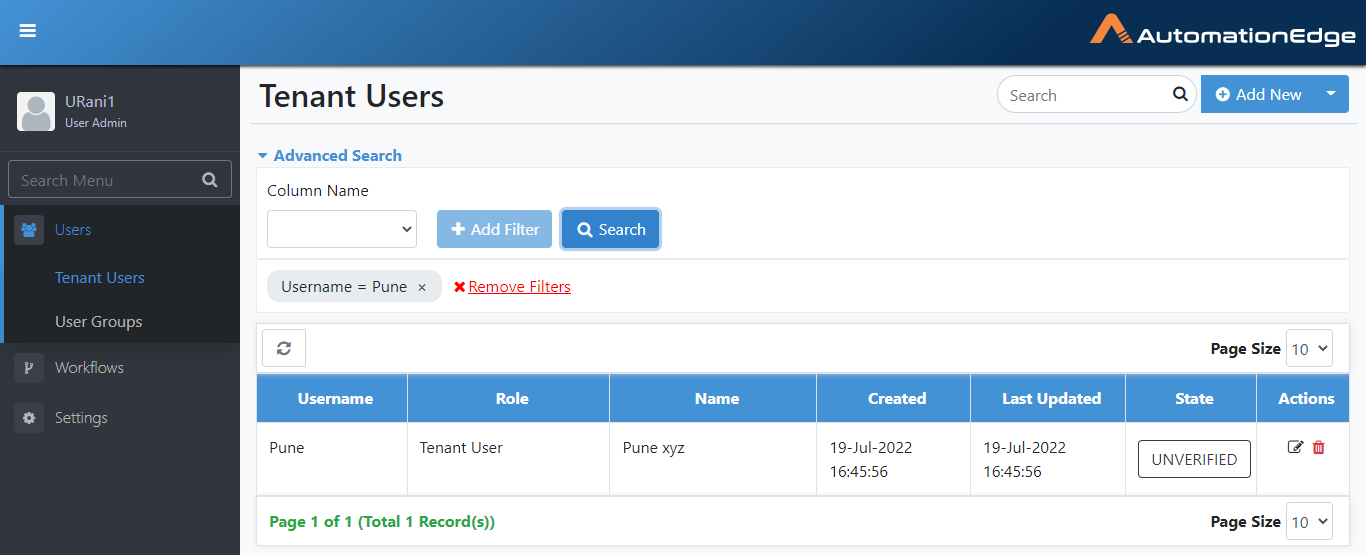 AutomationEdge
URani1
User Admin
Search Menu
Users
Tenant Users
User Groups
Workflows
Settings
Tenant Users
Search
Add New
Advanced Search
Column Name
Add Filter
Search
Username = Pune ×
Remove Filters
Page Size 10
Username Role Name Created Last Updated State Actions
Pune Tenant User Pune xyz 19-Jul-2022 19-Jul-2022 UNVERIFIED
16:45:56 16:45:56
Page 1 of 1 (Total 1 Record(s)) Page Size 10